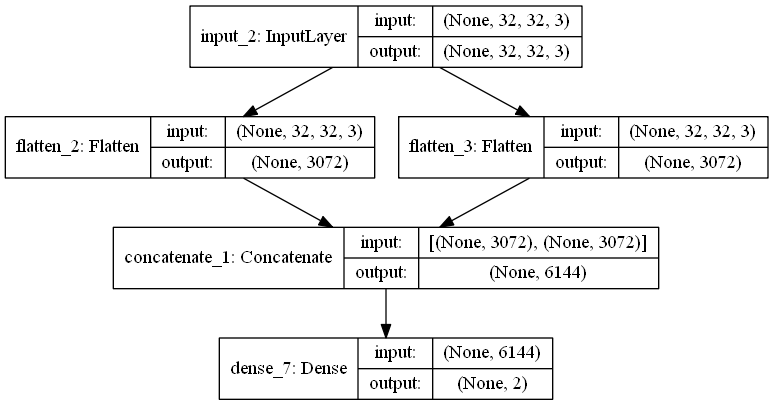 input_2: InputLayer
input: (None, 32, 32, 3)
output: (None, 32, 32, 3)
flatten_2: Flatten
input: (None, 32, 32, 3)
output: (None, 3072)
flatten_3: Flatten
input: (None, 32, 32, 3)
output: (None, 3072)
concatenate_1: Concatenate
input: [(None, 3072), (None, 3072)]
output: (None, 6144)
dense_7: Dense
input: (None, 6144)
output: (None, 2)